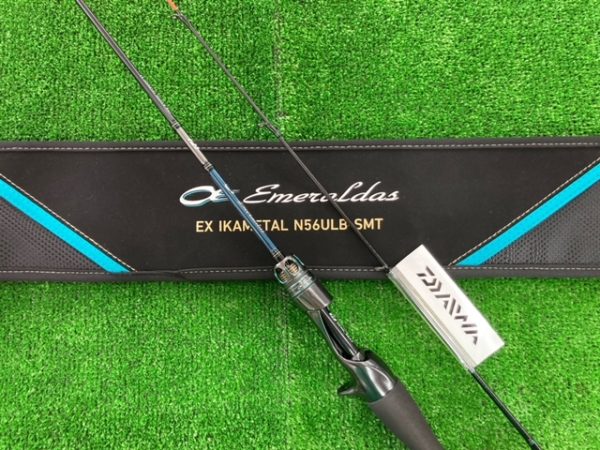 Emeraldas
EX IKAMETAL N56ULB SMT
DAIWA